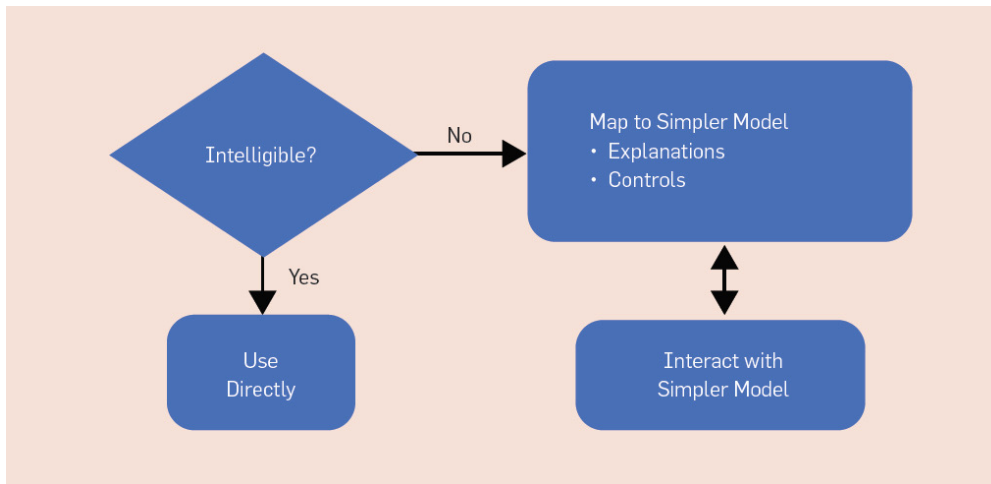 Intelligible?
No
Map to Simpler Model
• Explanations
• Controls
Yes
Use
Directly
Interact with
Simpler Model